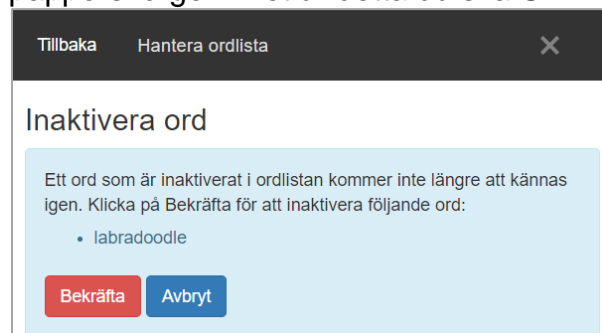 Tillbaka Hantera ordlista ×
Inaktivera ord
Ett ord som är inaktiverat i ordlistan kommer inte längre att kännas
igen. Klicka på Bekräfta för att inaktivera följande ord:
• labradoodle
Bekräfta Avbryt